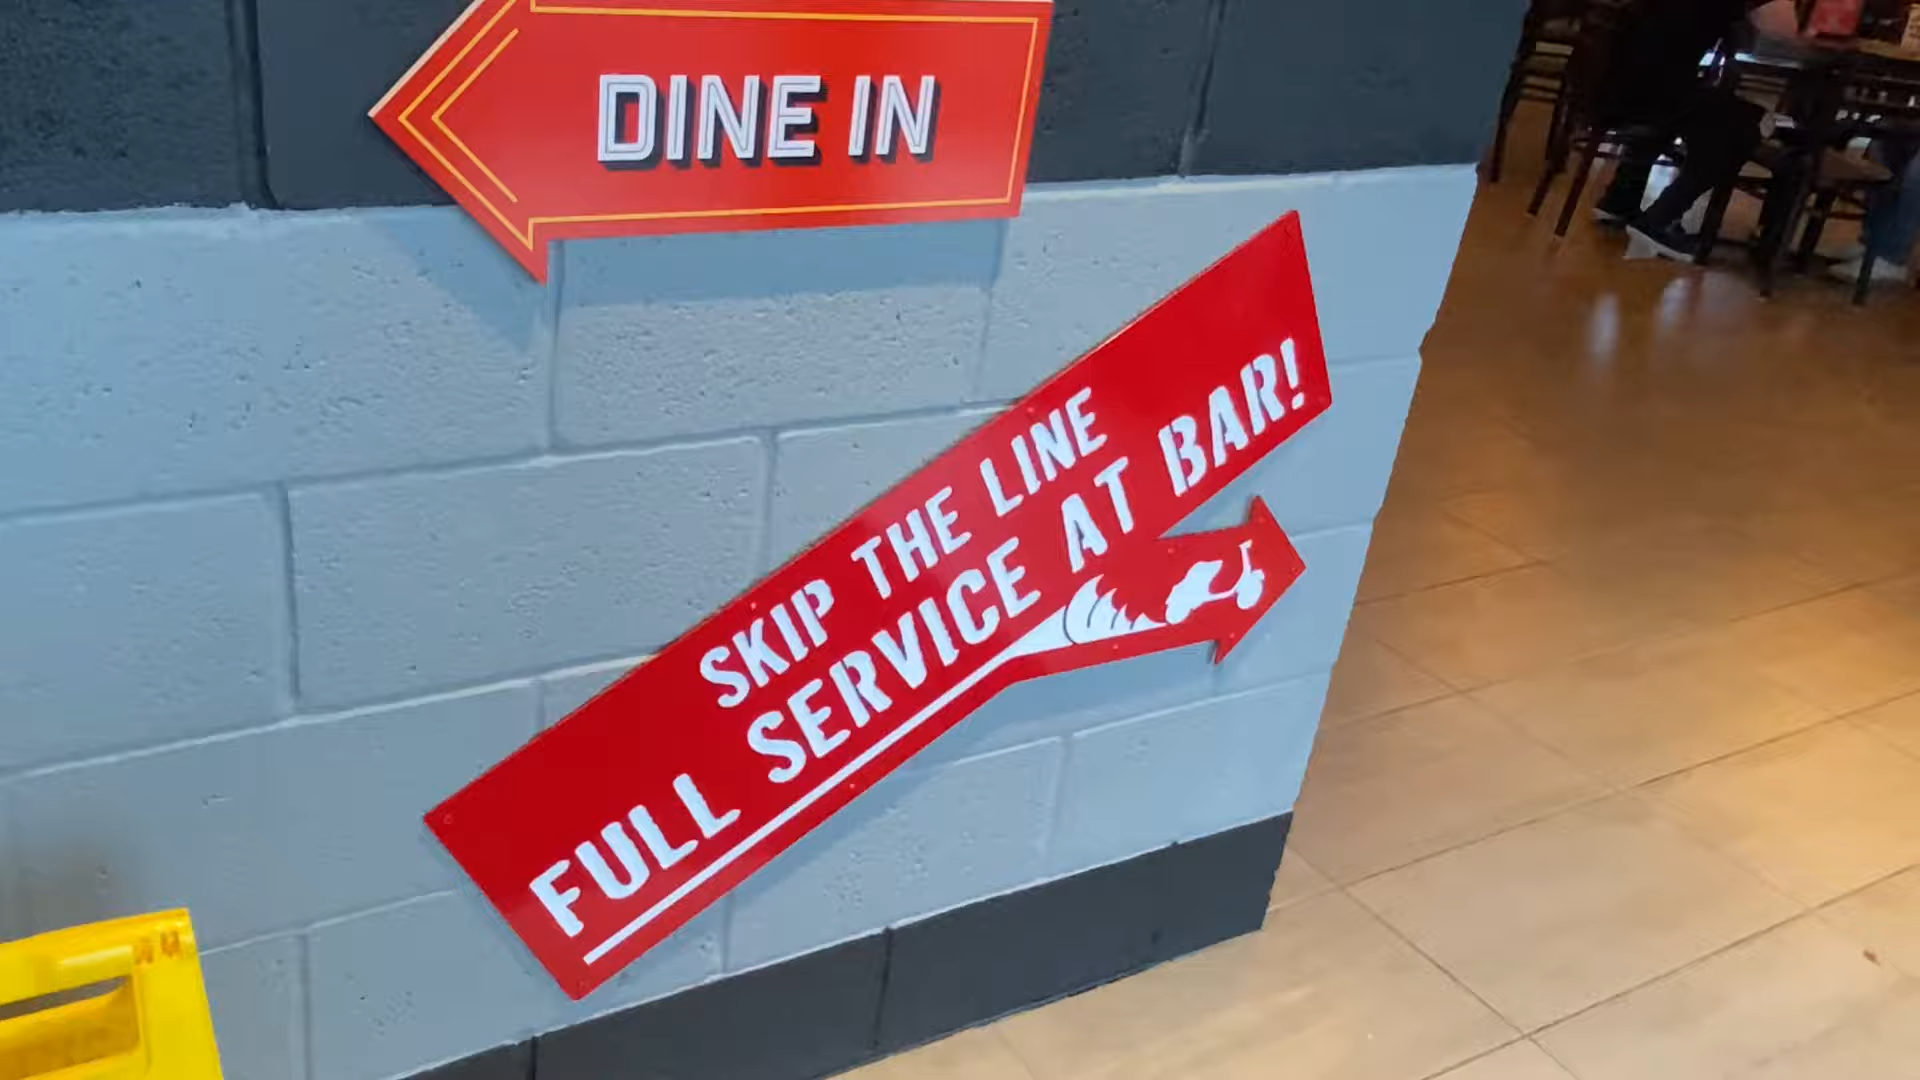 DINE IN
SKIP THE LINE
FULL SERVICE AT BAR!